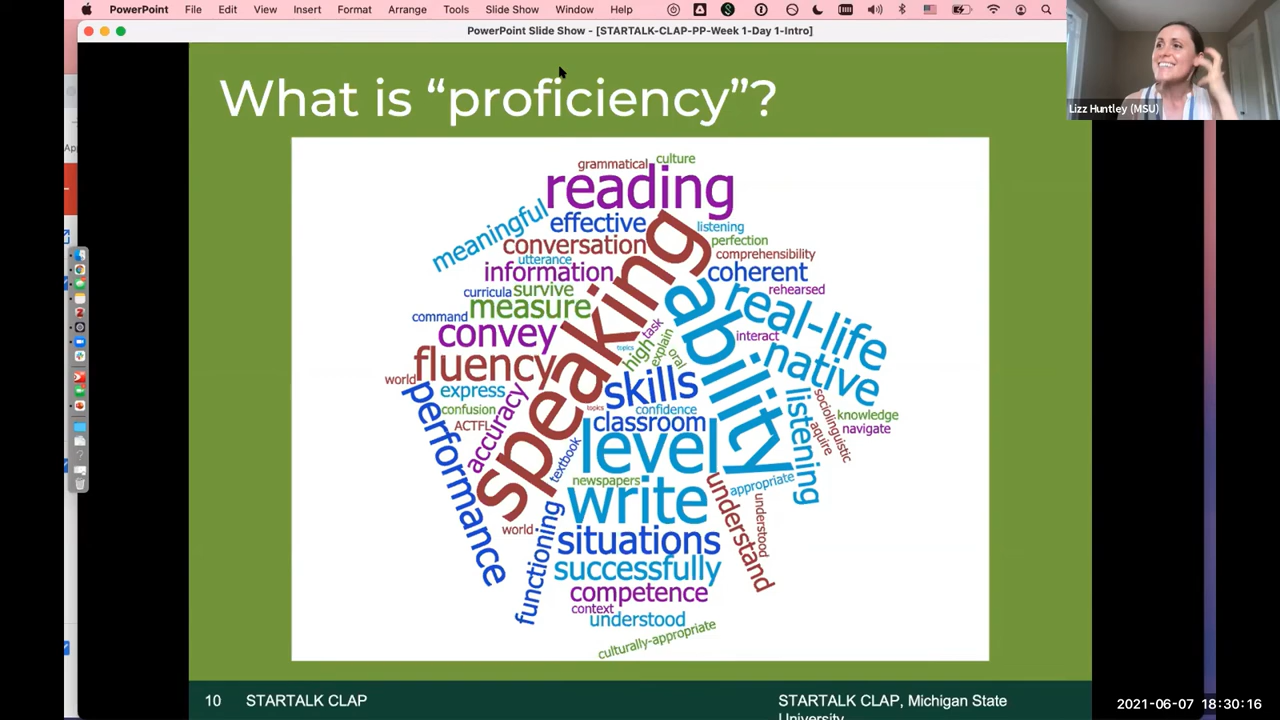 PowerPoint File Edit View Insert Format Arrange Tools Slide Show Window Help
PowerPoint Slide Show - [STARTALK-CLAP-PP-Week 1-Day 1-Intro]
Lizz Huntley (MSU)
What is “proficiency”?
grammatical
culture
reading
meaningful
effective
listening
conversation
perfection
utterance
comprehensibility
information
coherent
curricula
survive
rehearsed
measure
command
convey
speaking
ability
real-life
task
interact
topics
high
explain
oral
native
fluency
world
express
skills
confusion
accuracy
topics
confidence
sociolinguistic
knowledge
ACTFL
classroom
listening
aquire
navigate
performance
textbook
level
newspapers
appropriate
write
understand
understood
world
functioning
situations
successfully
competence
context
understood
culturally-appropriate
10 STARTALK CLAP
STARTALK CLAP, Michigan State
University
2021-06-07 18:30:16